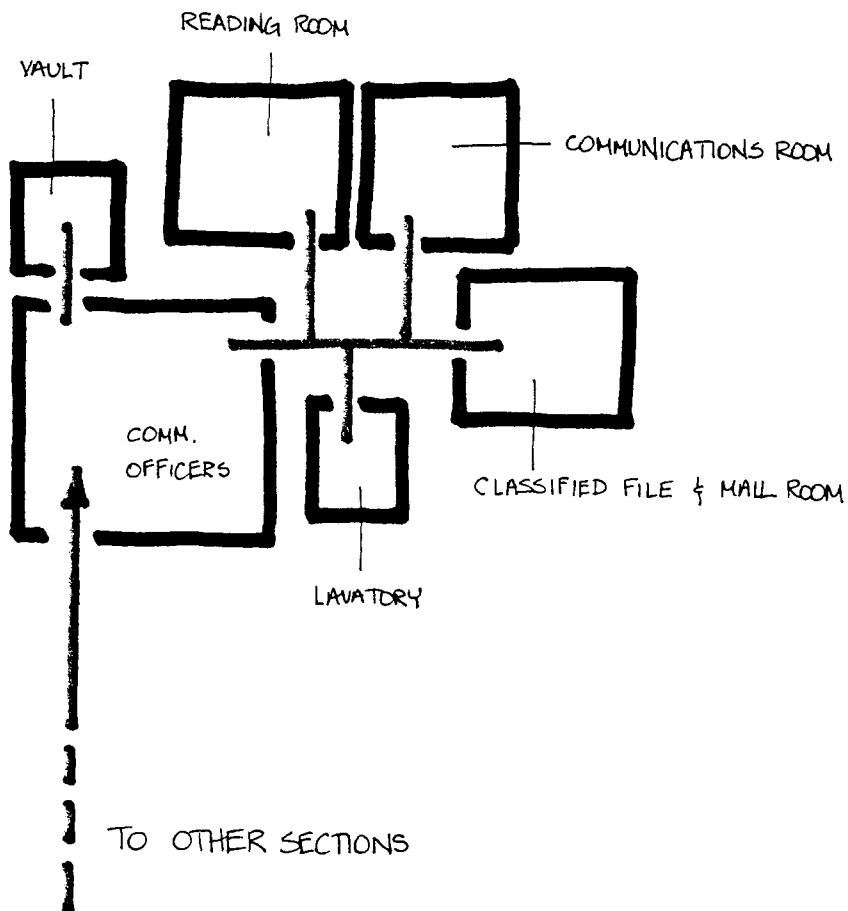 READING ROOM
VAULT
COMMUNICATIONS ROOM
COMM.
OFFICERS
CLASSIFIED FILE & MAIL ROOM
LAVATORY
TO OTHER SECTIONS